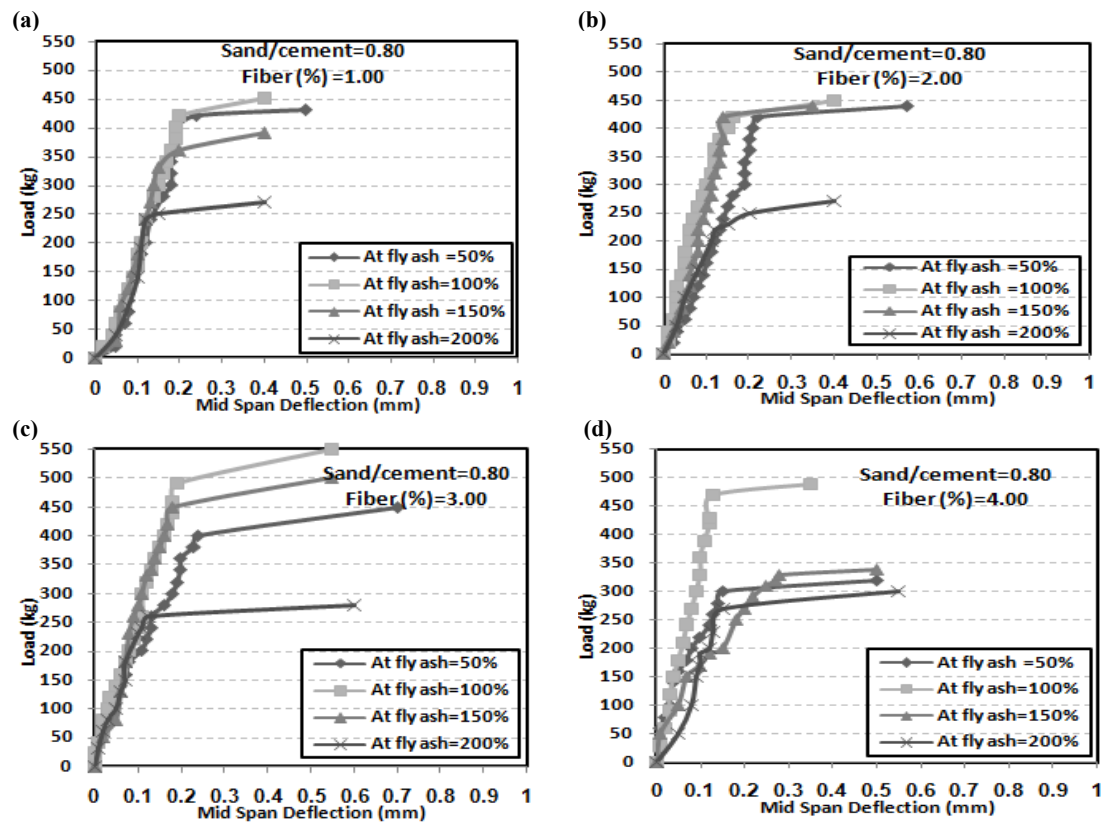 (a)
550
500
450
400
350
300
250
200
150
100
50
0
Load (kg)
Sand/cement=0.80
Fiber (%) =1.00
At fly ash =50%
At fly ash=100%
At fly ash =150%
At fly ash=200%
0 0.1 0.2 0.3 0.4 0.5 0.6 0.7 0.8 0.9 1
Mid Span Deflection (mm)
(b)
550
500
450
400
350
300
250
200
150
100
50
0
Load (kg)
Sand/cement=0.80
Fiber (%) =2.00
At fly ash =50%
At fly ash =100%
At fly ash =150%
At fly ash =200%
0 0.1 0.2 0.3 0.4 0.5 0.6 0.7 0.8 0.9 1
Mid Span Deflection (mm)
(c)
550
500
450
400
350
300
250
200
150
100
50
0
Load (kg)
Sand/cement=0.80
Fiber (%)=3.00
At fly ash=50%
At fly ash=100%
At fly ash=150%
At fly ash=200%
0 0.1 0.2 0.3 0.4 0.5 0.6 0.7 0.8 0.9 1
Mid Span Deflection (mm)
(d)
550
500
450
400
350
300
250
200
150
100
50
0
Load (kg)
Sand/cement=0.80
Fiber (%)=4.00
At fly ash =50%
At fly ash=100%
At fly ash=150%
At fly ash=200%
0 0.1 0.2 0.3 0.4 0.5 0.6 0.7 0.8 0.9 1
Mid Span Deflection (mm)